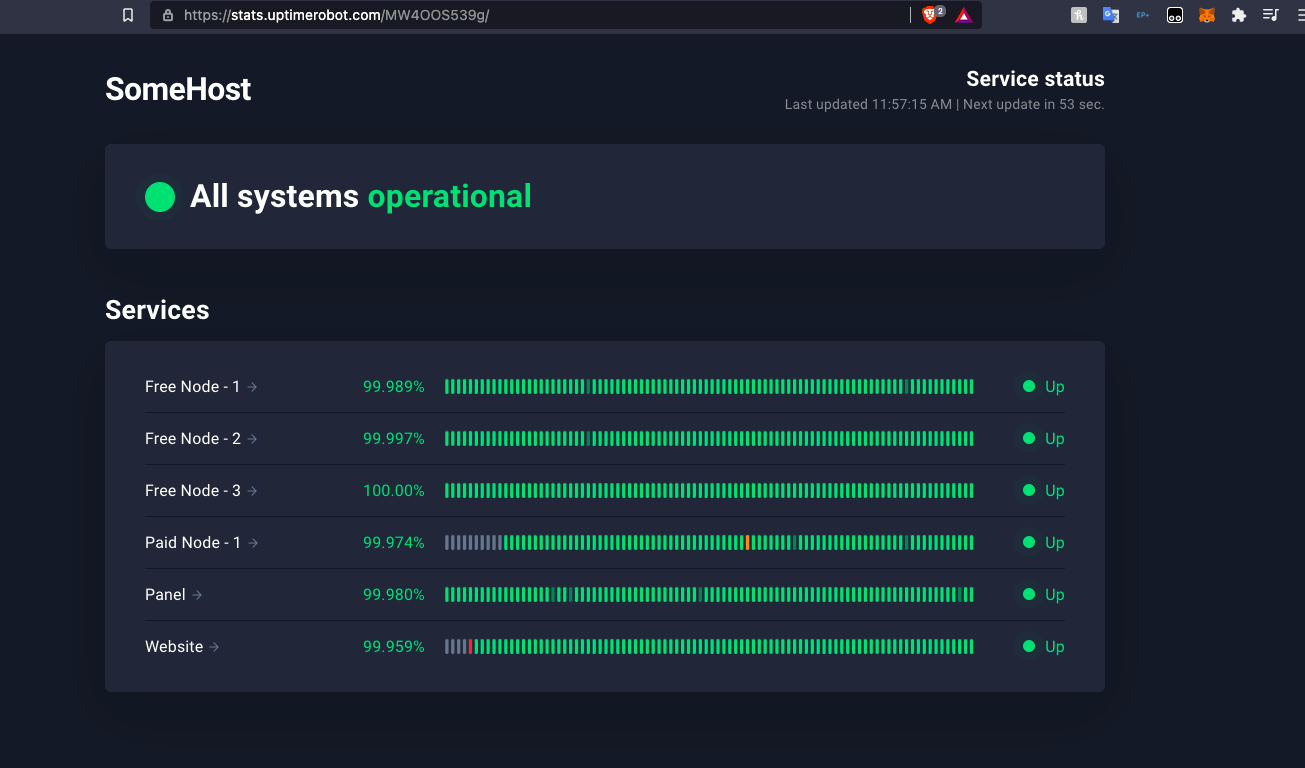 https://stats.uptimerobot.com/MW4OOS539g/
2
EP+
SomeHost
Service status
Last updated 11:57:15 AM | Next update in 53 sec.
All systems operational
Services
Free Node - 1 → 99.989% Up
Free Node - 2 → 99.997% Up
Free Node - 3 → 100.00% Up
Paid Node - 1 → 99.974% Up
Panel → 99.980% Up
Website → 99.959% Up